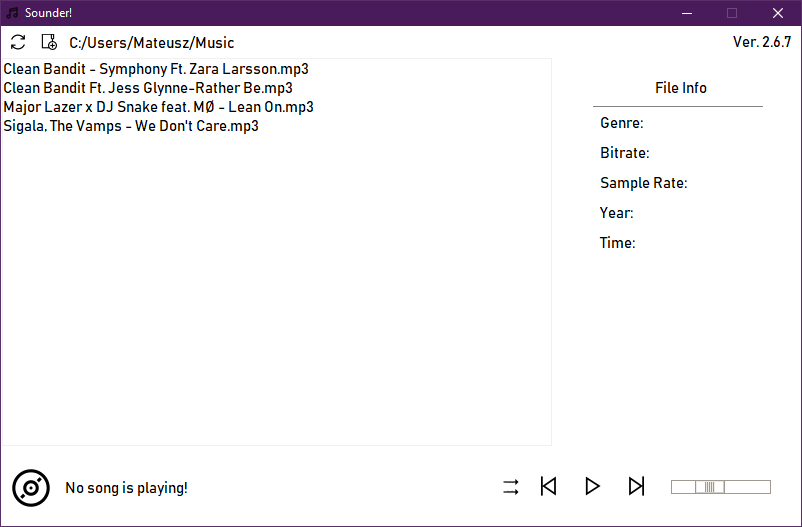 Sounder!
C:/Users/Mateusz/Music
Ver. 2.6.7
Clean Bandit - Symphony Ft. Zara Larsson.mp3
Clean Bandit Ft. Jess Glynne-Rather Be.mp3
Major Lazer x DJ Snake feat. MØ - Lean On.mp3
Sigala, The Vamps - We Don't Care.mp3
File Info
Genre:
Bitrate:
Sample Rate:
Year:
Time:
No song is playing!